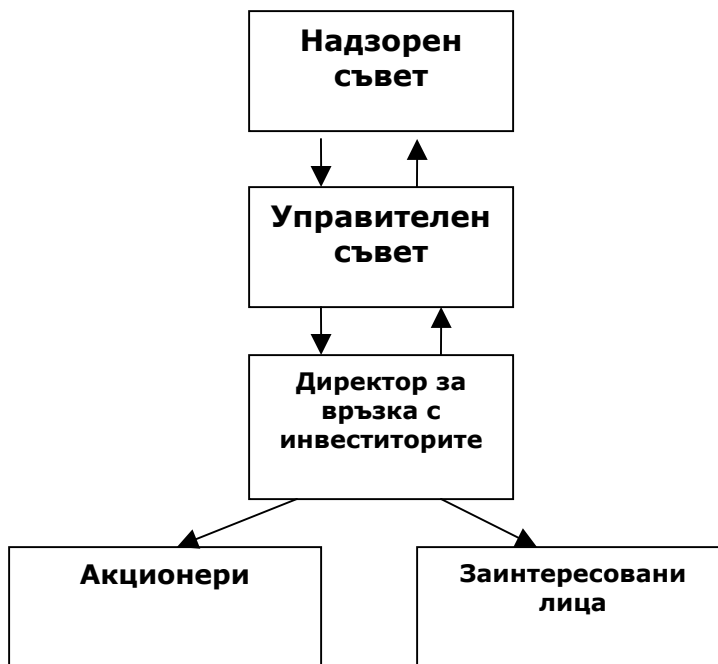 Надзорен
съвет
Управителен
съвет
Директор за
връзка с
инвеститорите
Акционери
Заинтересовани
лица